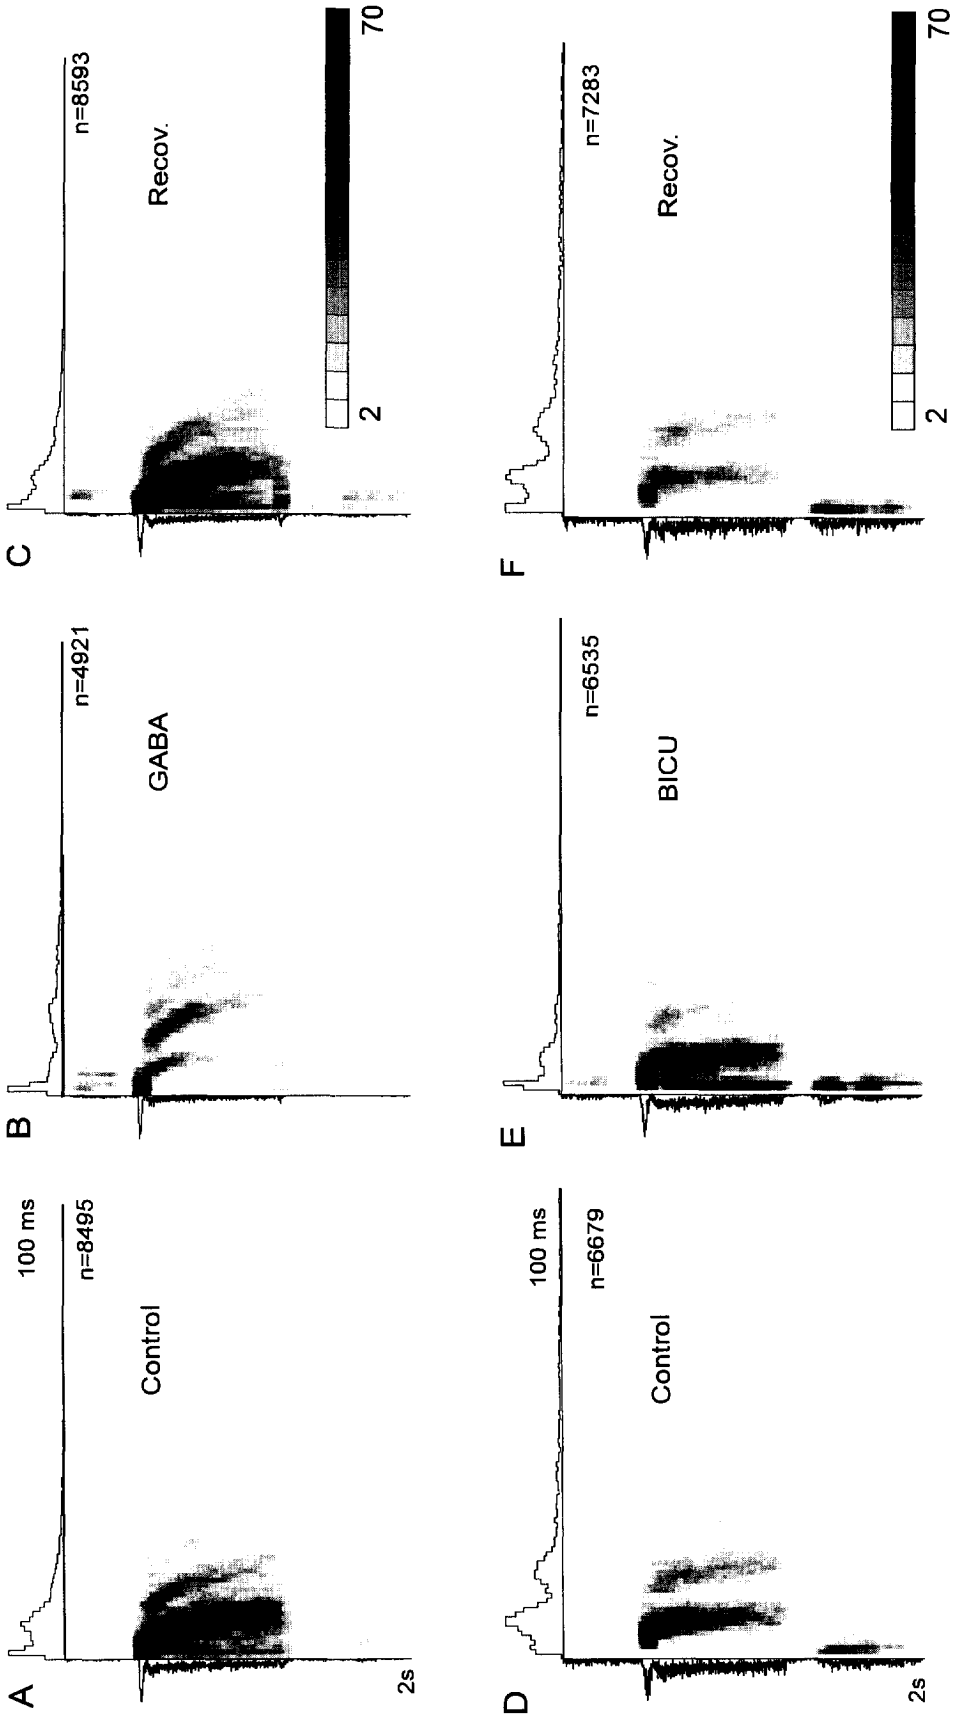 A
100 ms
n=8495
Control
2s
B
n=4921
GABA
C
n=8593
Recov.
2
70
D
100 ms
n=6679
Control
2s
E
n=6535
BICU
F
n=7283
Recov.
2
70